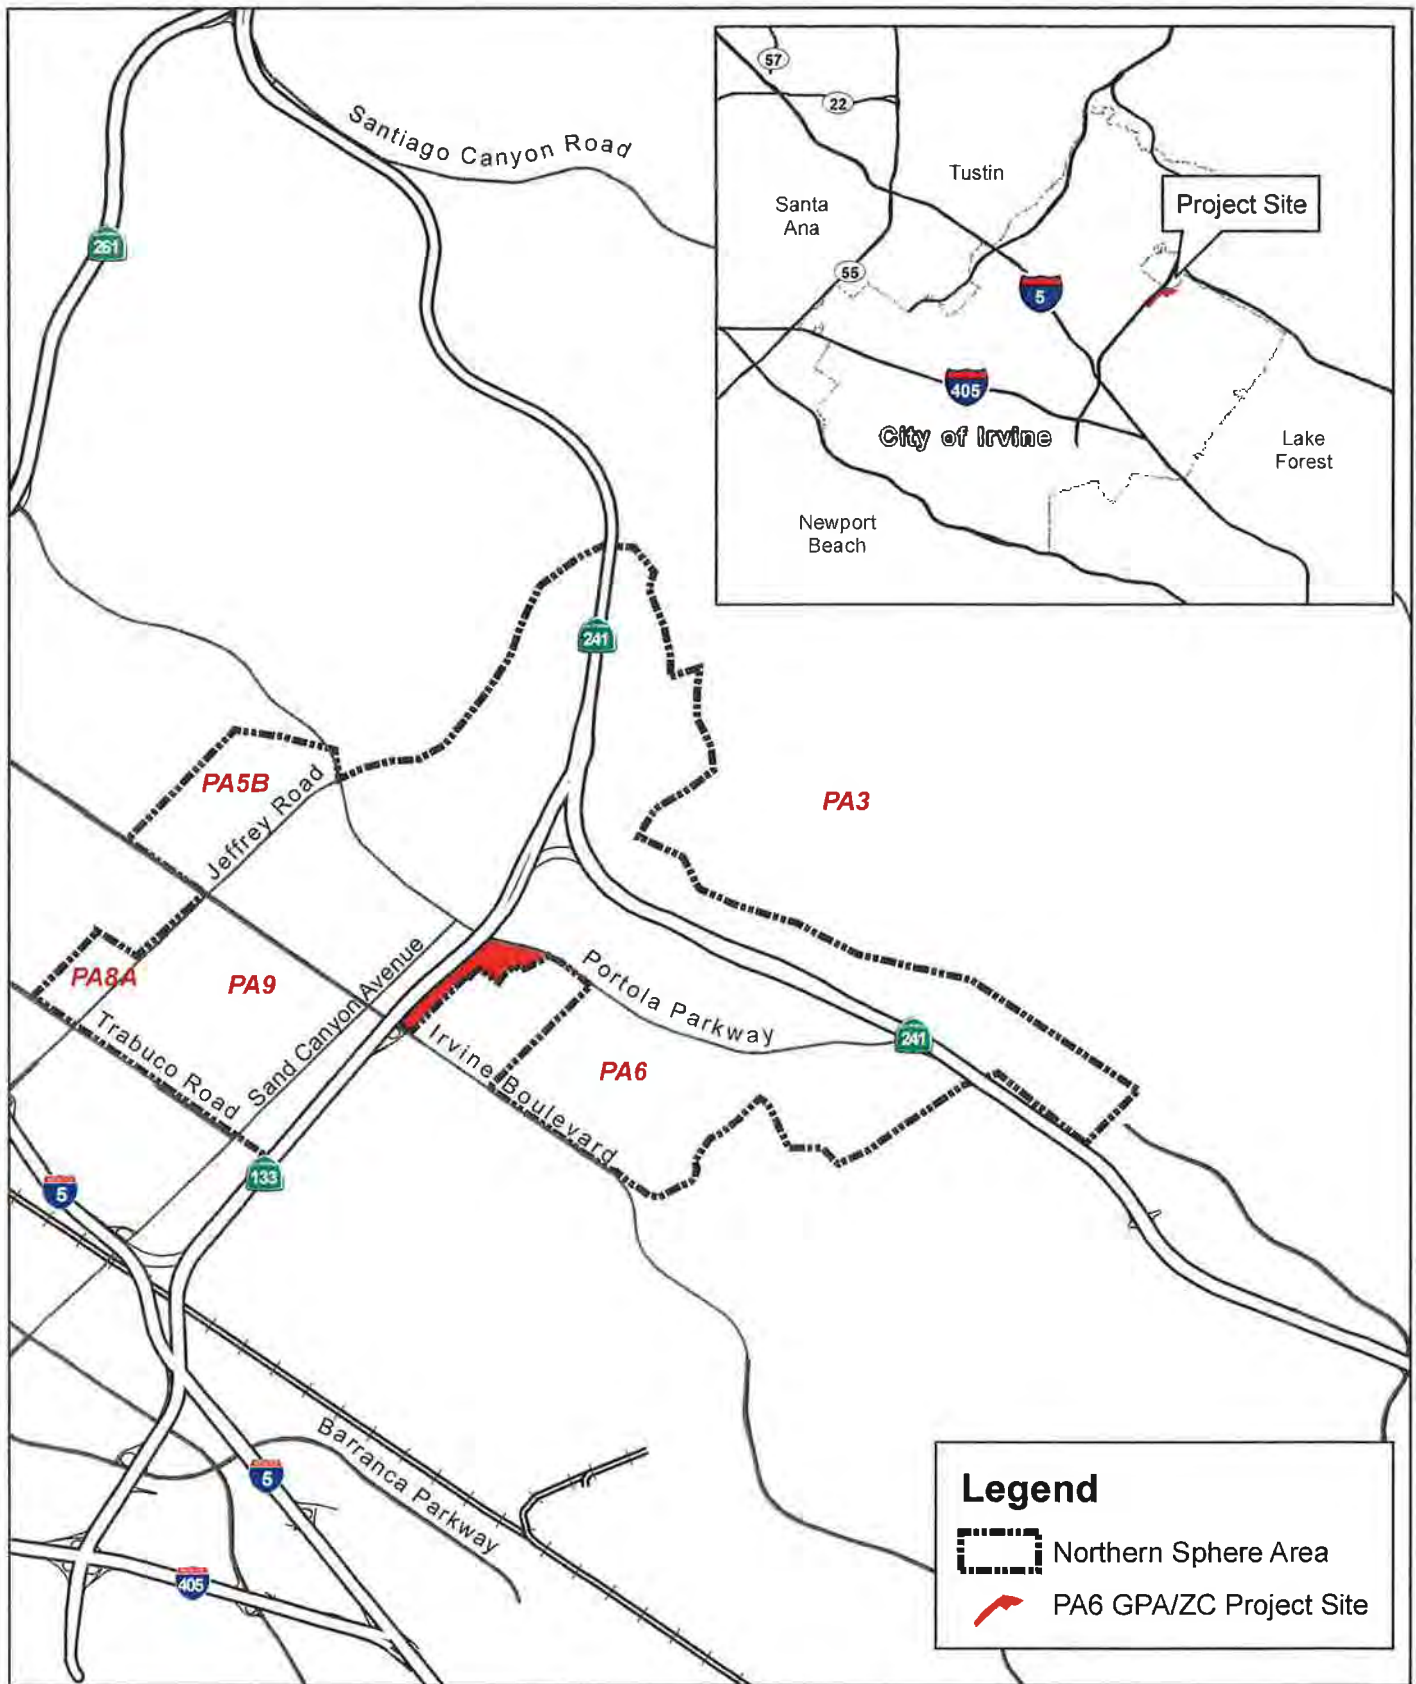 57
22
Tustin
Santa
Ana
Project Site
55
5
405
City of Irvine
Lake
Forest
Newport
Beach
Santiago Canyon Road
261
241
PA5B
Jeffrey Road
PA3
PA8A
PA9
Sand Canyon Avenue
Portola Parkway
241
Trabuco Road
Irvine Boulevard
PA6
133
5
Barranca Parkway
5
405
Legend
Northern Sphere Area
PA6 GPA/ZC Project Site